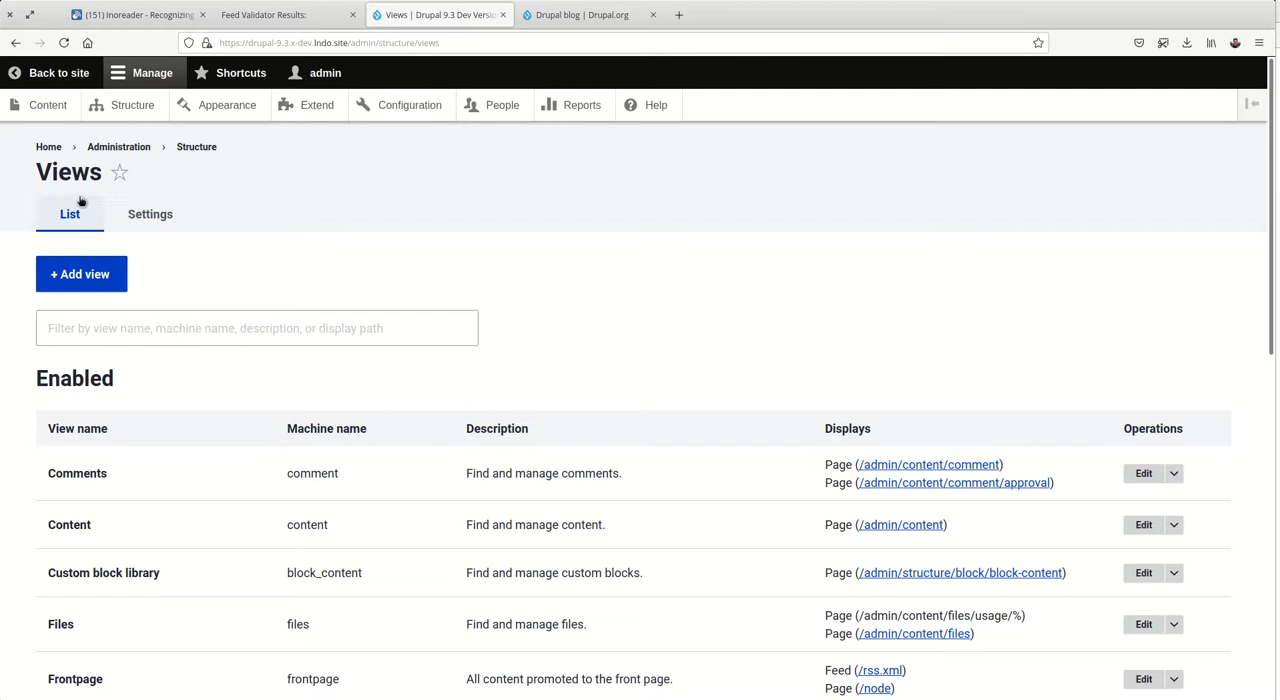 (151) Inoreader - Recognizing
Feed Validator Results:
Views | Drupal 9.3 Dev Versio
Drupal blog | Drupal.org
https://drupal-9.3.x-dev.lndo.site/admin/structure/views
Back to site
Manage
Shortcuts
admin
Content
Structure
Appearance
Extend
Configuration
People
Reports
Help
Home › Administration › Structure
Views
List
Settings
+ Add view
Filter by view name, machine name, description, or display path
Enabled
View name
Machine name
Description
Displays
Operations
Comments
comment
Find and manage comments.
Page (/admin/content/comment)
Page (/admin/content/comment/approval)
Edit
Content
content
Find and manage content.
Page (/admin/content)
Edit
Custom block library
block_content
Find and manage custom blocks.
Page (/admin/structure/block/block-content)
Edit
Files
files
Find and manage files.
Page (/admin/content/files/usage/%)
Page (/admin/content/files)
Edit
Frontpage
frontpage
All content promoted to the front page.
Feed (/rss.xml)
Page (/node)
Edit